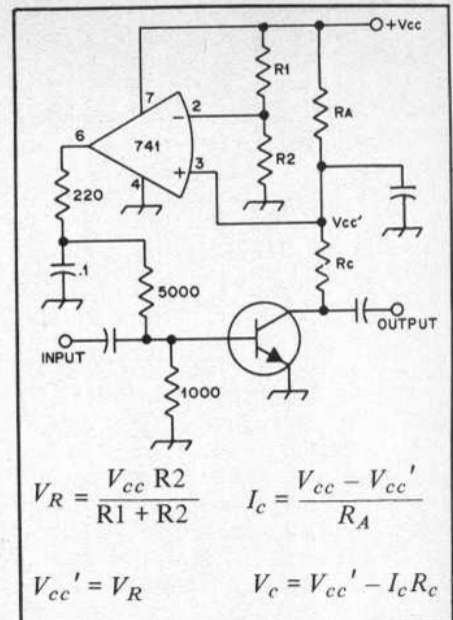 +Vcc
R1
RA
7
2
6
741
−
R2
+
3
4
220
Vcc'
.1
Rc
5000
INPUT
OUTPUT
1000
V_R = V_cc R2 / R1 + R2    I_c = V_cc − V_cc' / R_A
V_cc' = V_R    V_c = V_cc' − I_c R_c